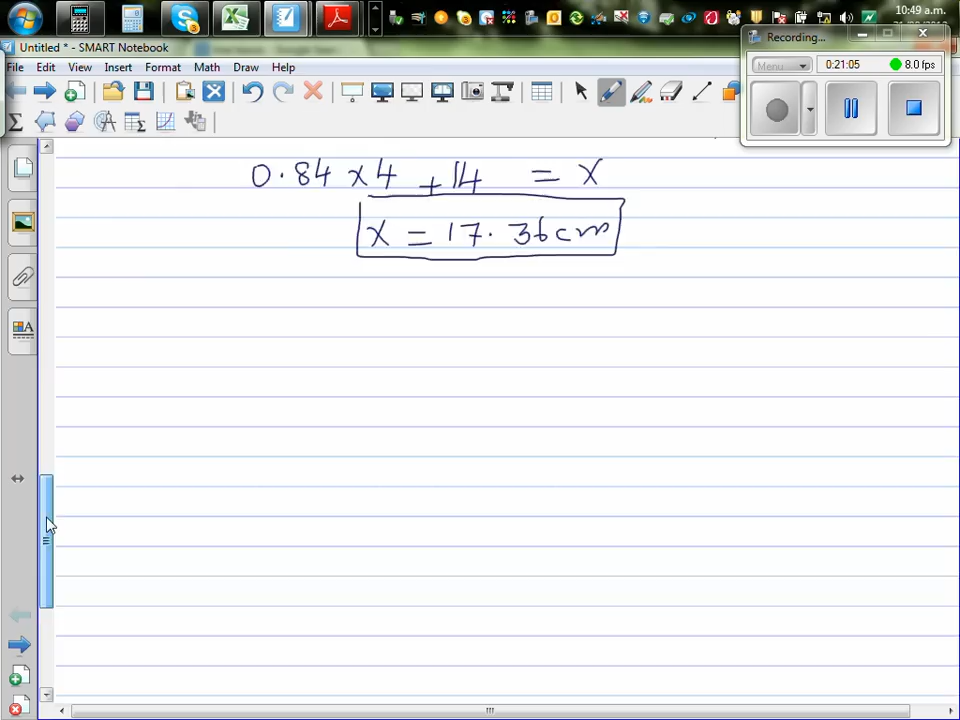 10:49 a.m.
Untitled * - SMART Notebook
Recording...
File Edit View Insert Format Math Draw Help
Menu 0:21:05 8.0 fps
0.84 x 4 + 14 = x
x = 17.36cm